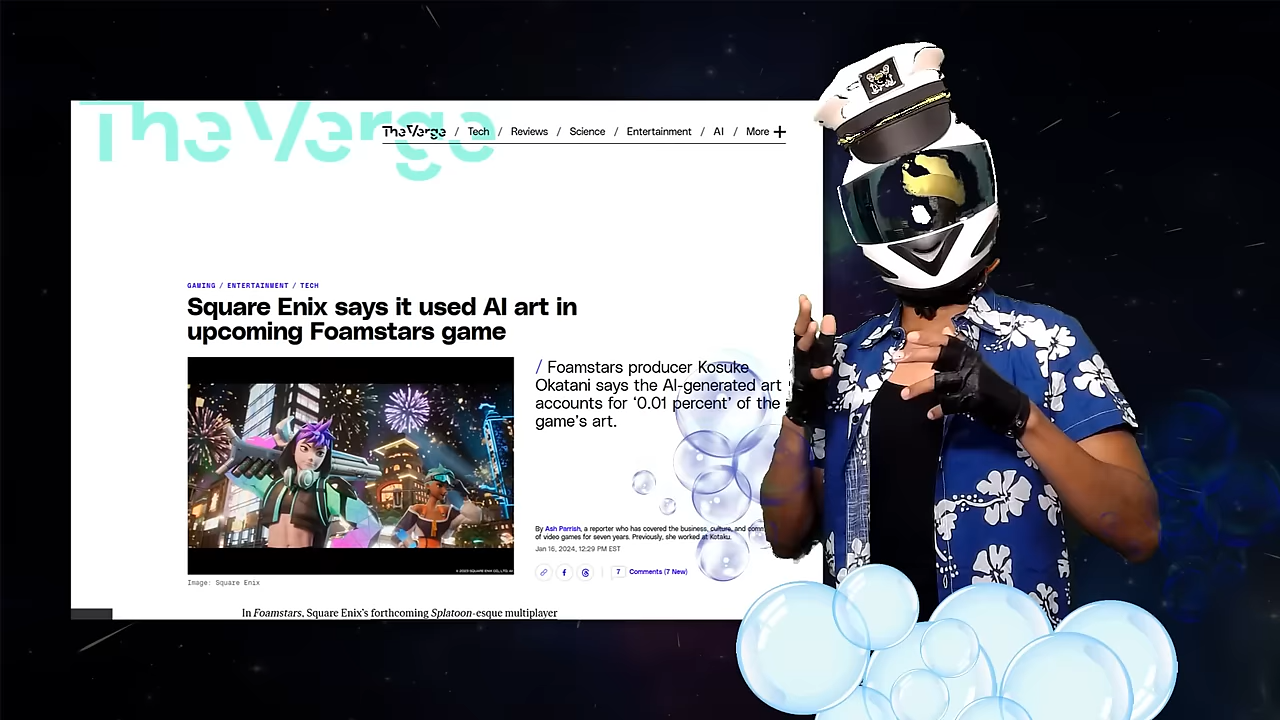 The Verge
TheVerge / Tech / Reviews / Science / Entertainment / AI / More +
GAMING / ENTERTAINMENT / TECH
Square Enix says it used AI art in
upcoming Foamstars game
/ Foamstars producer Kosuke
Okatani says the AI-generated art
accounts for ‘0.01 percent’ of the
game’s art.
By Ash Parrish, a reporter who has covered the business, culture, and
of video games for seven years. Previously, she worked at Kotaku.
Jan 16, 2024, 12:29 PM EST
7 Comments (7 New)
Image: Square Enix
In Foamstars, Square Enix’s forthcoming Splatoon-esque multiplayer